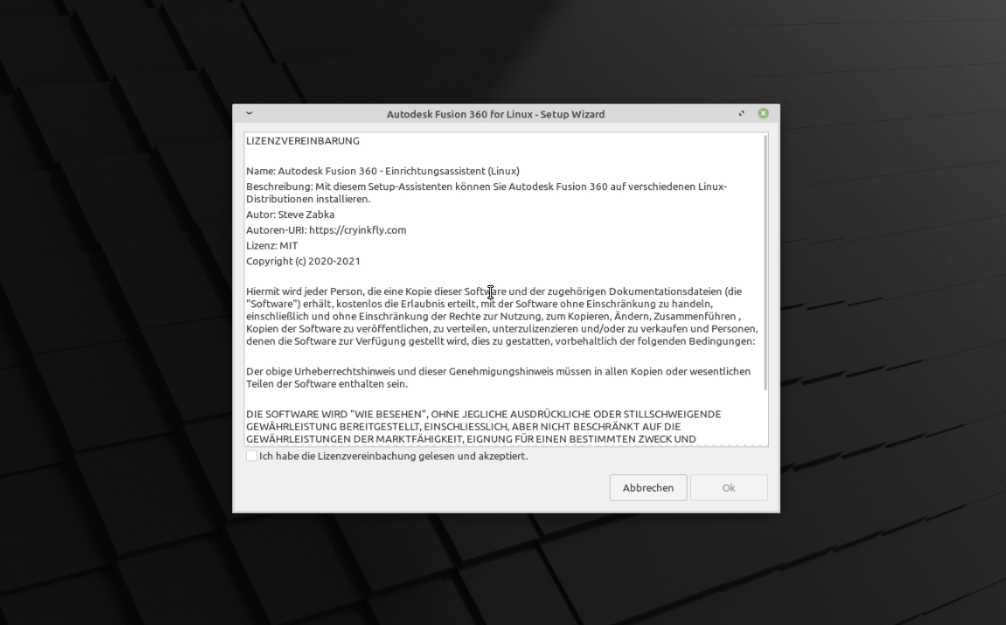 Autodesk Fusion 360 for Linux - Setup Wizard
LIZENZVEREINBARUNG
Name: Autodesk Fusion 360 - Einrichtungsassistent (Linux)
Beschreibung: Mit diesem Setup-Assistenten können Sie Autodesk Fusion 360 auf verschiedenen Linux-
Distributionen installieren.
Autor: Steve Zabka
Autoren-URI: https://cryinkfly.com
Lizenz: MIT
Copyright (c) 2020-2021
Hiermit wird jeder Person, die eine Kopie dieser Software und der zugehörigen Dokumentationsdateien (die
"Software") erhält, kostenlos die Erlaubnis erteilt, mit der Software ohne Einschränkung zu handeln,
einschließlich und ohne Einschränkung der Rechte zur Nutzung, zum Kopieren, Ändern, Zusammenführen ,
Kopien der Software zu veröffentlichen, zu verteilen, unterzulizenzieren und/oder zu verkaufen und Personen,
denen die Software zur Verfügung gestellt wird, dies zu gestatten, vorbehaltlich der folgenden Bedingungen:
Der obige Urheberrechtshinweis und dieser Genehmigungshinweis müssen in allen Kopien oder wesentlichen
Teilen der Software enthalten sein.
DIE SOFTWARE WIRD "WIE BESEHEN", OHNE JEGLICHE AUSDRÜCKLICHE ODER STILLSCHWEIGENDE
GEWÄHRLEISTUNG BEREITGESTELLT, EINSCHLIESSLICH, ABER NICHT BESCHRÄNKT AUF DIE
GEWÄHRLEISTUNGEN DER MARKTFÄHIGKEIT, EIGNUNG FÜR EINEN BESTIMMTEN ZWECK UND
Ich habe die Lizenzvereinbachung gelesen und akzeptiert.
Abbrechen
Ok